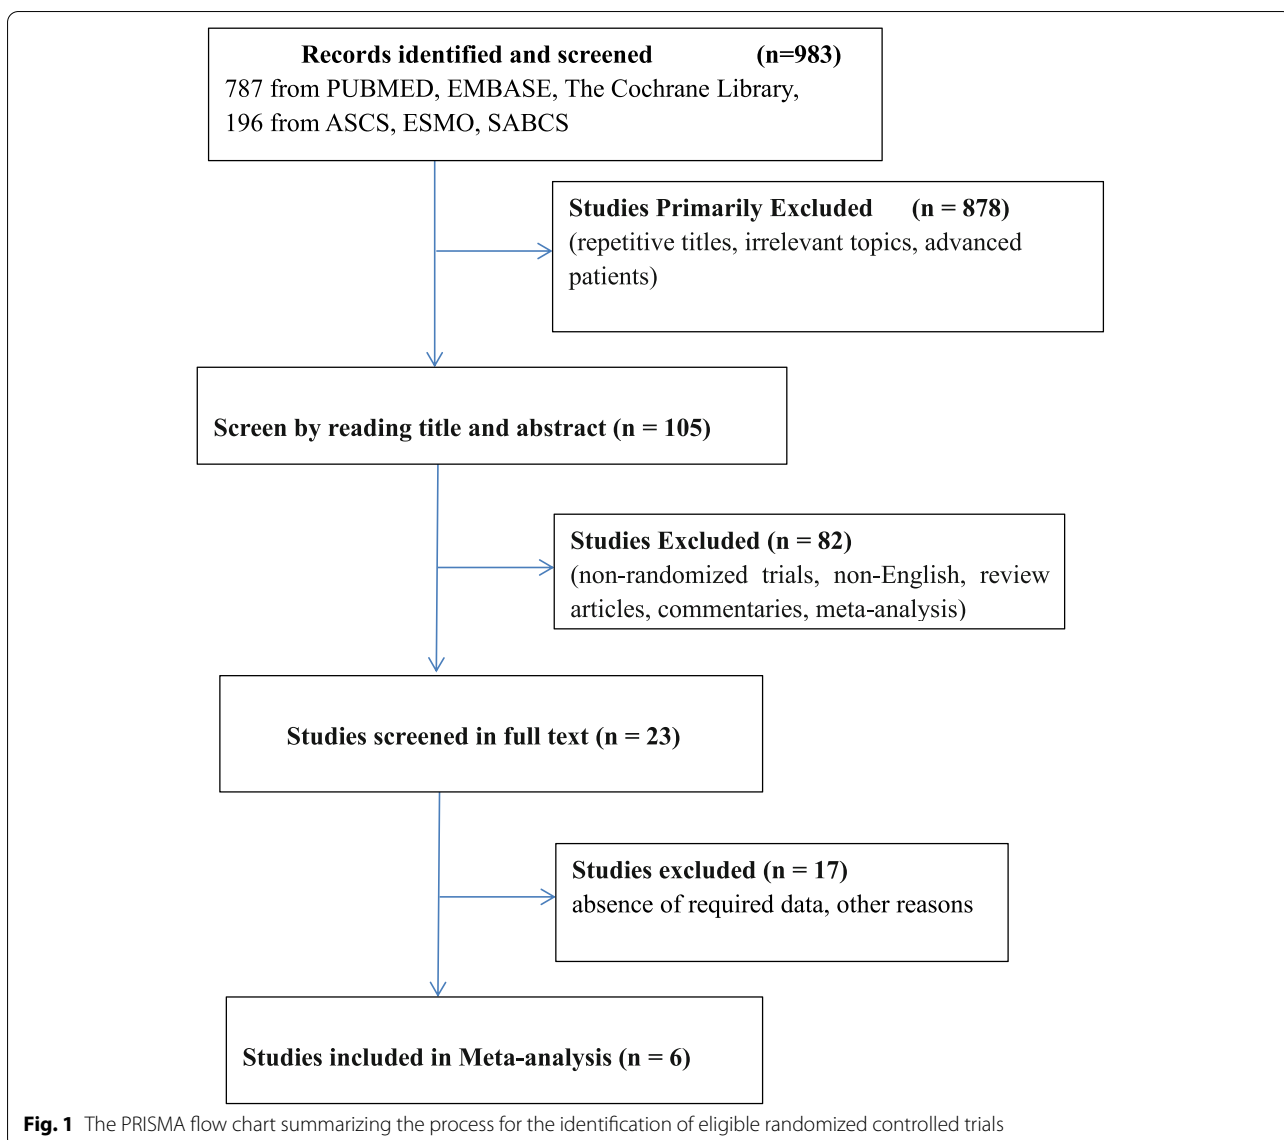 Records identified and screened (n=983)
787 from PUBMED, EMBASE, The Cochrane Library,
196 from ASCS, ESMO, SABCS
Studies Primarily Excluded (n = 878)
(repetitive titles, irrelevant topics, advanced
patients)
Screen by reading title and abstract (n = 105)
Studies Excluded (n = 82)
(non-randomized trials, non-English, review
articles, commentaries, meta-analysis)
Studies screened in full text (n = 23)
Studies excluded (n = 17)
absence of required data, other reasons
Studies included in Meta-analysis (n = 6)
Fig. 1 The PRISMA flow chart summarizing the process for the identification of eligible randomized controlled trials